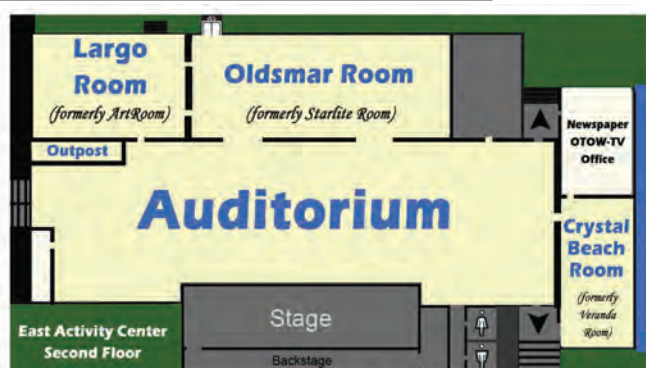 Largo
Room
(formerly ArtRoom)
Oldsmar Room
(formerly Starlite Room)
Outpost
Newspaper
OTOW-TV
Office
Auditorium
Crystal
Beach
Room
(formerly
Veranda
Room)
Stage
Backstage
East Activity Center
Second Floor